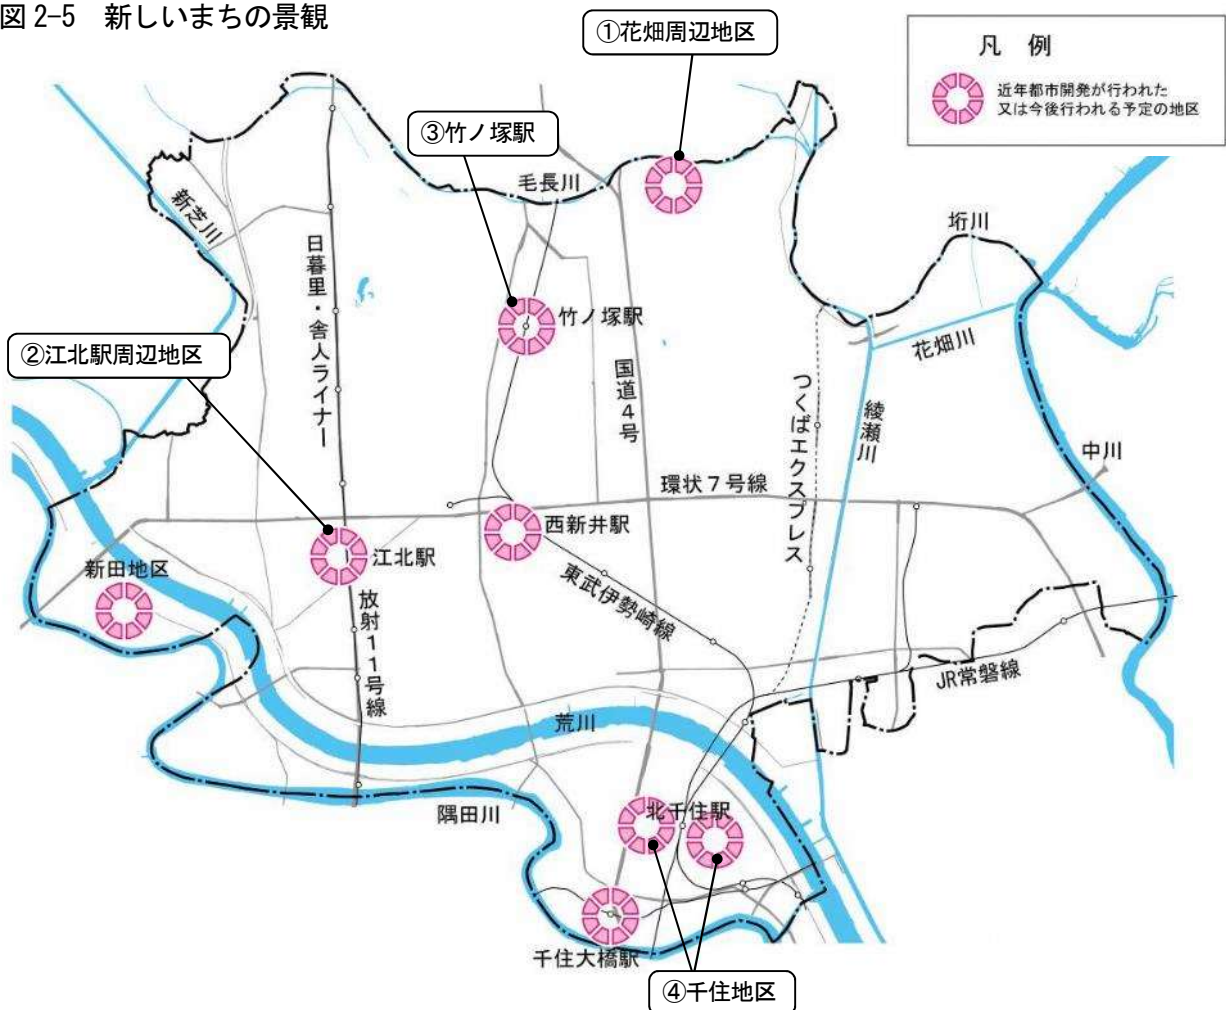 図 2-5 新しいまちの景観
①花畑周辺地区
凡 例
近年都市開発が行われた
又は今後行われる予定の地区
③竹ノ塚駅
毛長川
新芝川
垳川
日暮里・舎人ライナー
竹ノ塚駅
花畑川
②江北駅周辺地区
国道4号
つくばエクスプレス
綾瀬川
中川
環状7号線
西新井駅
江北駅
新田地区
東武伊勢崎線
放射11号線
JR常磐線
荒川
隅田川
北千住駅
千住大橋駅
④千住地区